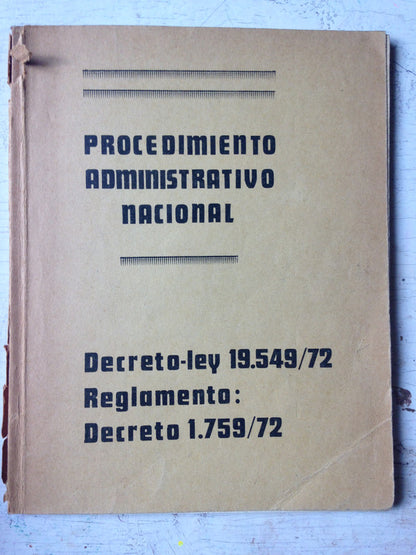 PROCEDIMIENTO
ADMINISTRATIVO
NACIONAL
Decreto-ley 19.549/72
Reglamento:
Decreto 1.759/72